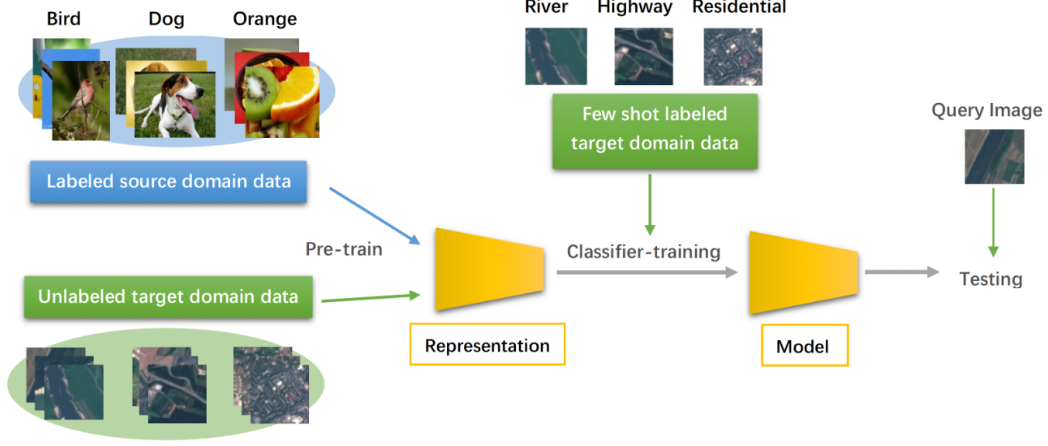 Bird
Dog
Orange
River
Highway
Residential
Few shot labeled
target domain data
Query Image
Labeled source domain data
Pre-train
Classifier-training
Testing
Unlabeled target domain data
Representation
Model